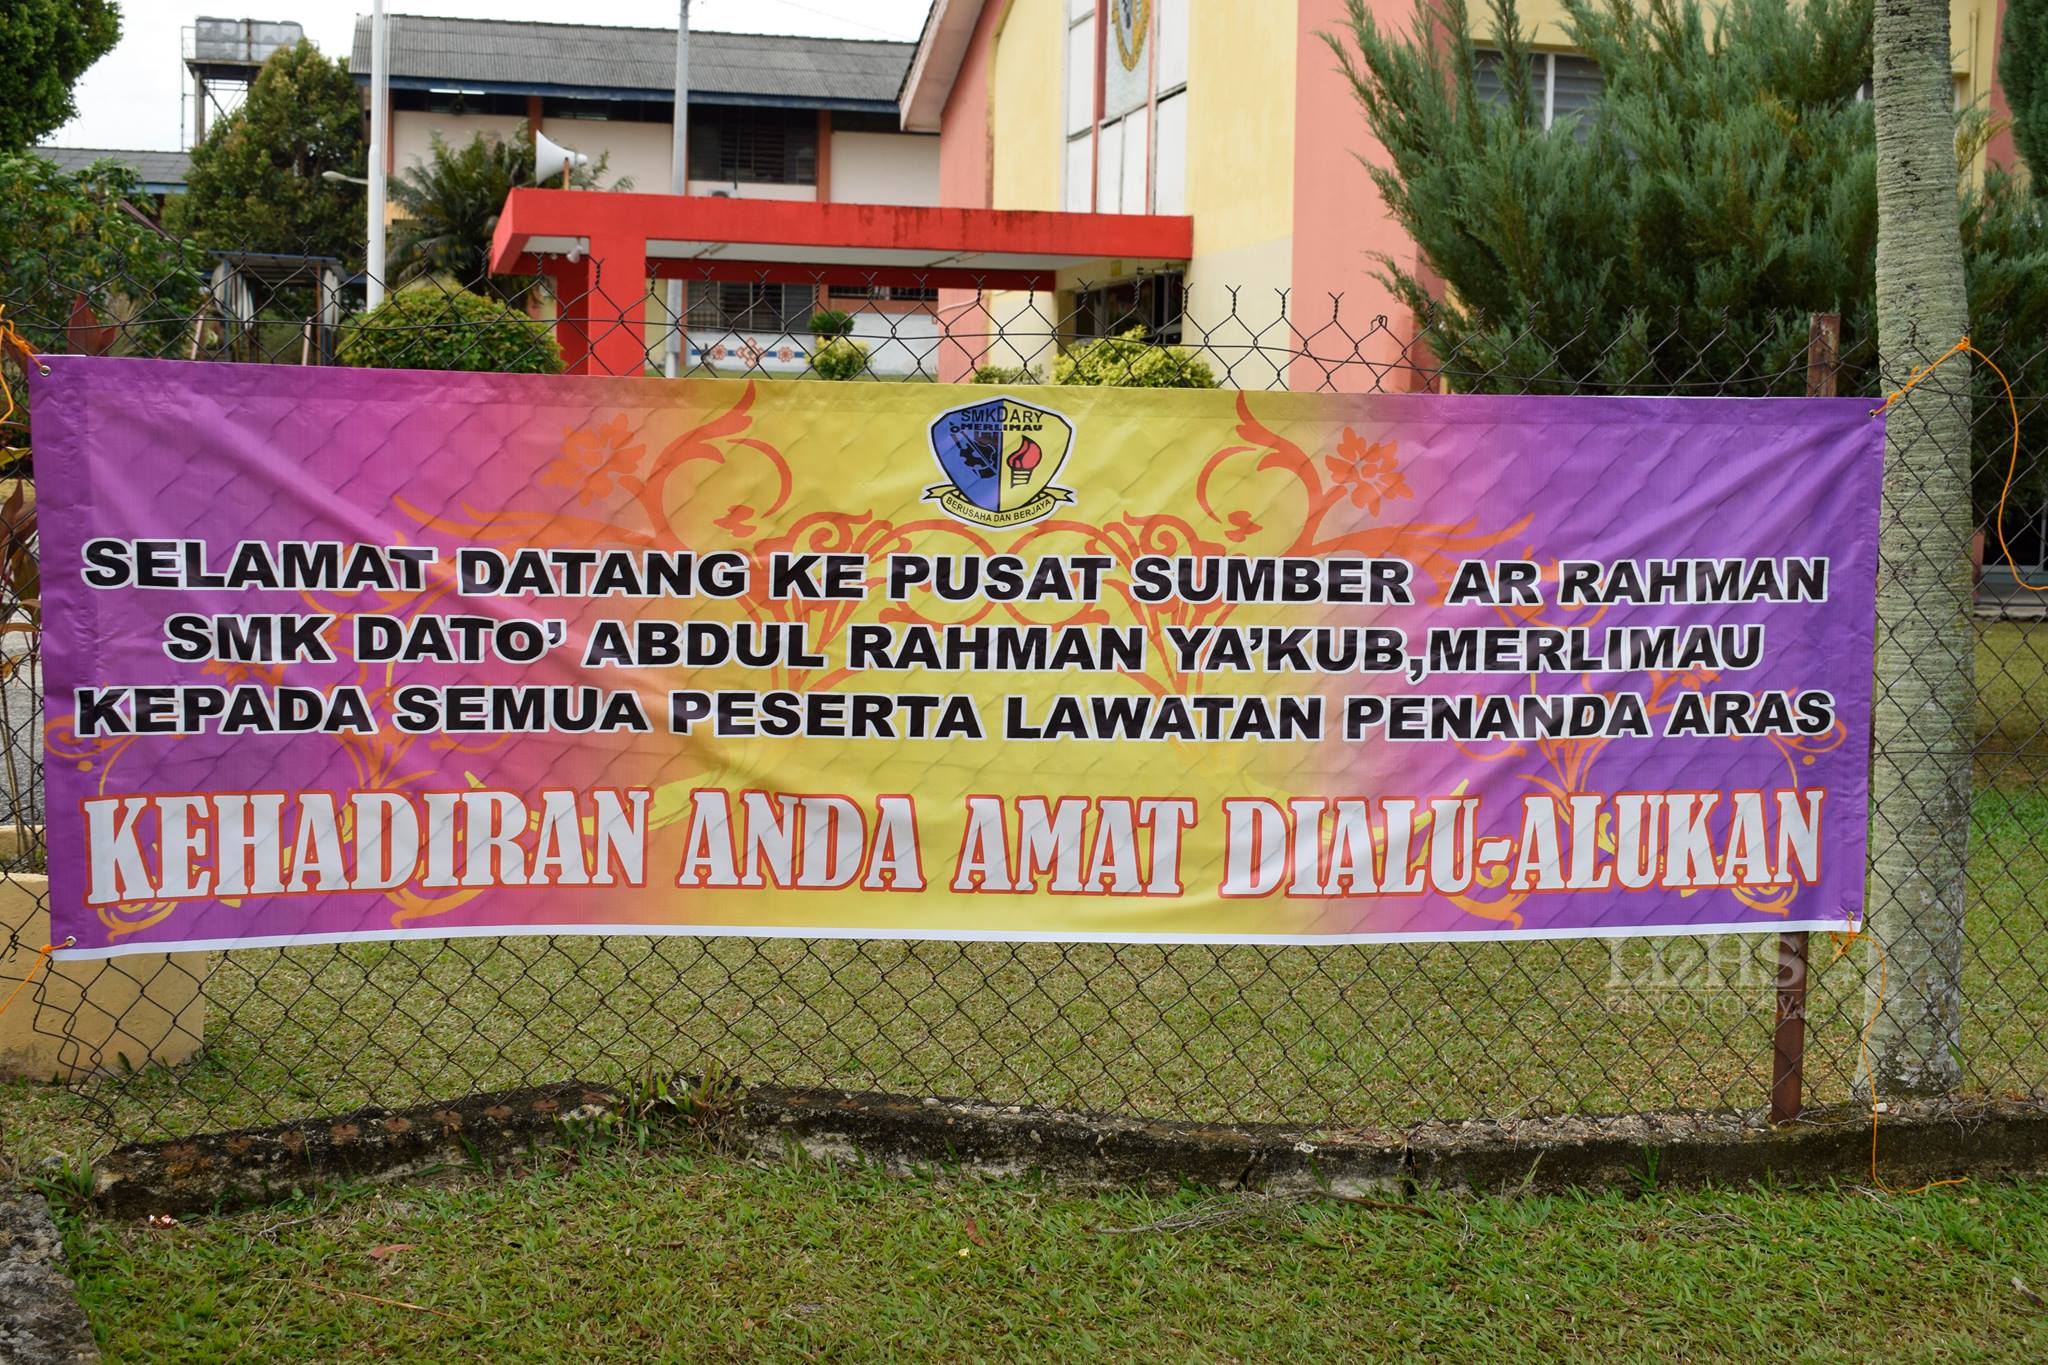 SMKDARY
MERLIMAU
BERUSAHA DAN BERJAYA
SELAMAT DATANG KE PUSAT SUMBER AR RAHMAN
SMK DATO' ABDUL RAHMAN YA'KUB,MERLIMAU
KEPADA SEMUA PESERTA LAWATAN PENANDA ARAS
KEHADIRAN ANDA AMAT DIALU-ALUKAN
photography